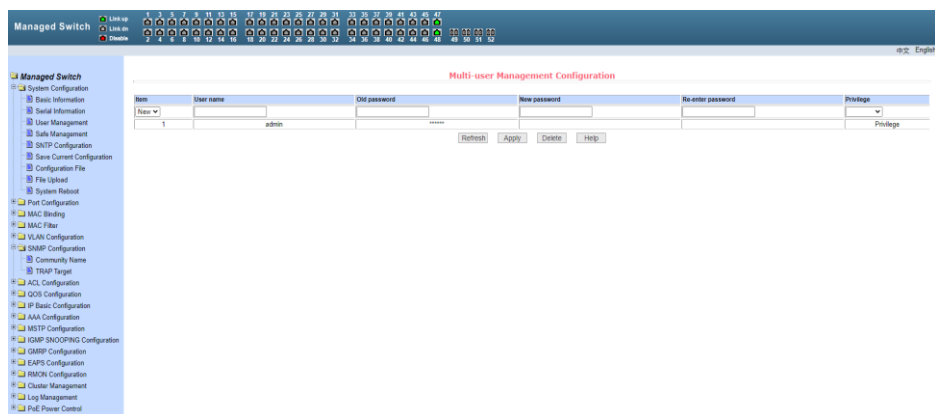 Managed Switch
Link up
Link dn
Disable
1 3 5 7 9 11 13 15 17 19 21 23 25 27 29 31 33 35 37 39 41 43 45 47
2 4 6 8 10 12 14 16 18 20 22 24 26 28 30 32 34 36 38 40 42 44 46 48 49 50 51 52
中文 English
Managed Switch
System Configuration
Basic Information
Serial Information
User Management
Safe Management
SNTP Configuration
Save Current Configuration
Configuration File
File Upload
System Reboot
Port Configuration
MAC Binding
MAC Filter
VLAN Configuration
SNMP Configuration
Community Name
TRAP Target
ACL Configuration
QOS Configuration
IP Basic Configuration
AAA Configuration
MSTP Configuration
IGMP SNOOPING Configuration
GMRP Configuration
EAPS Configuration
RMON Configuration
Cluster Management
Log Management
PoE Power Control
Multi-user Management Configuration
Item User name Old password New password Re-enter password Privilege
New
1 admin ****** Privilege
Refresh Apply Delete Help